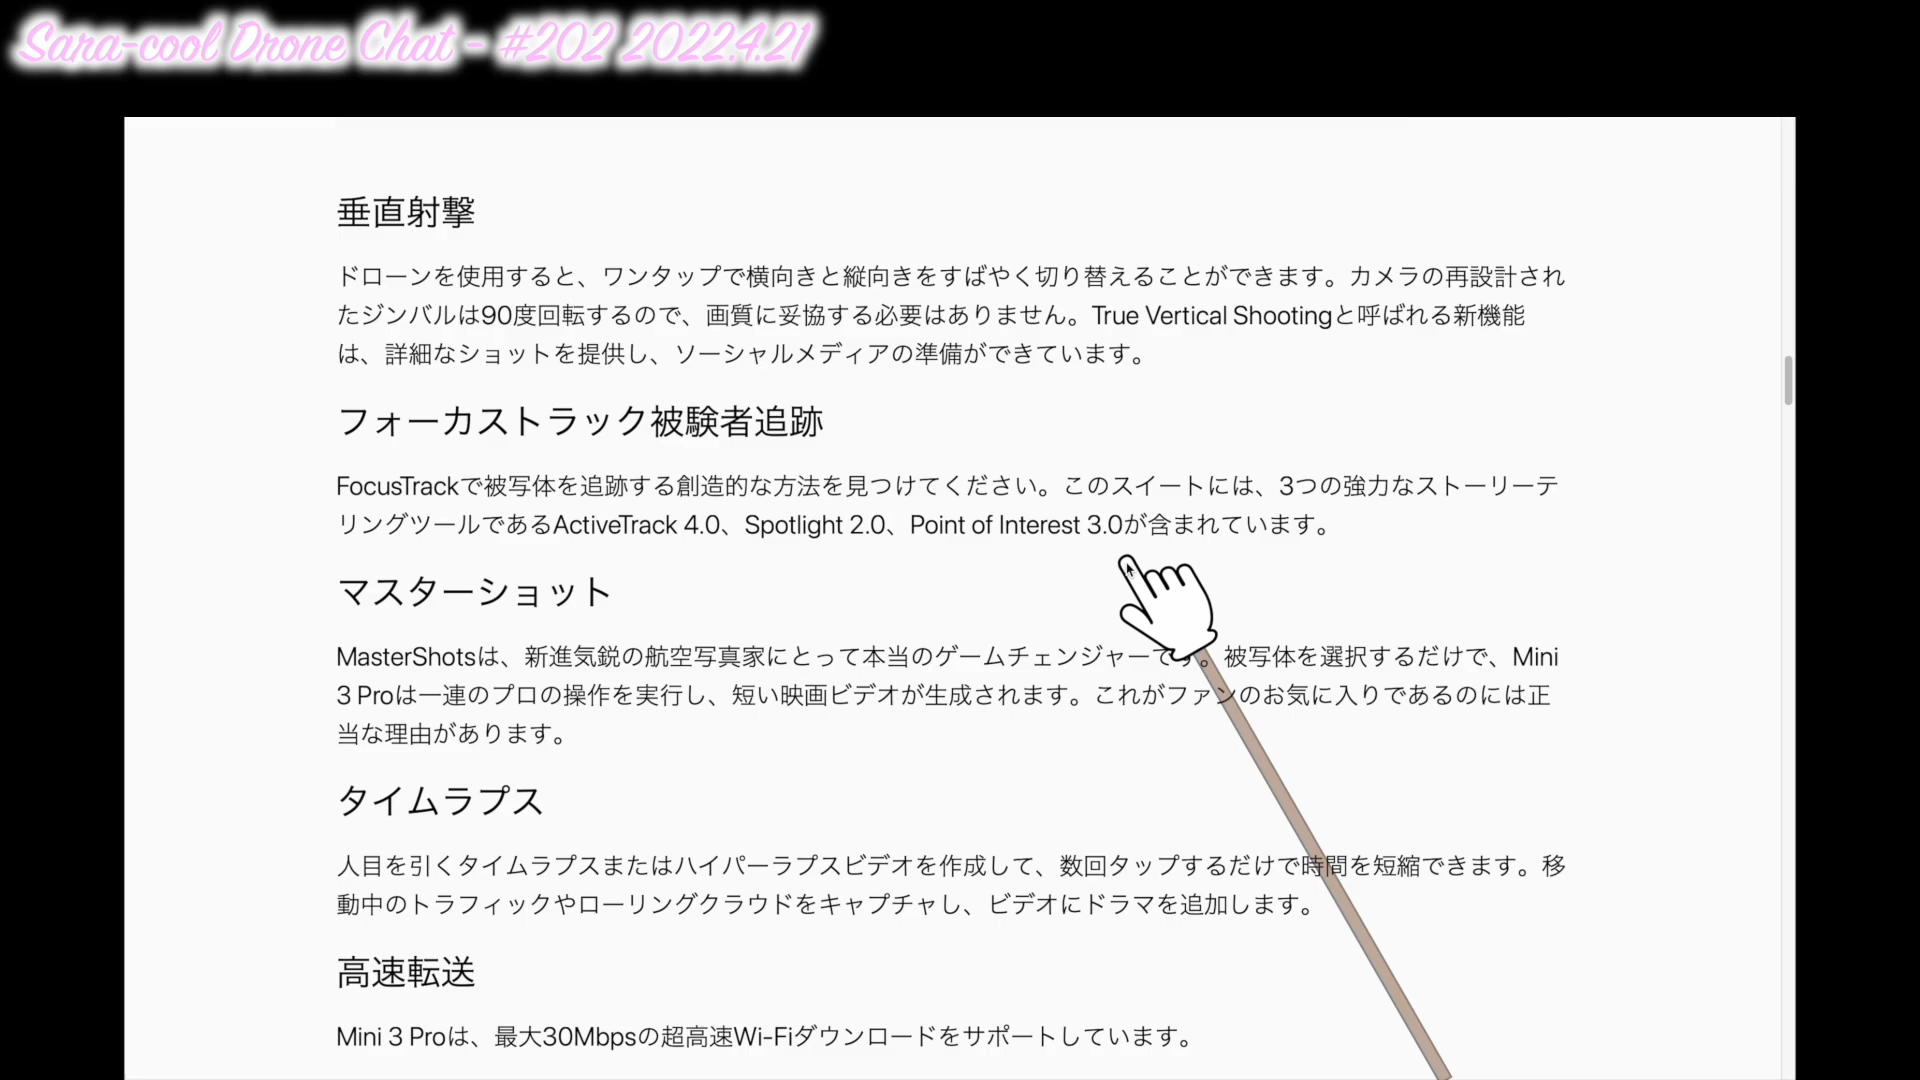 Sara-cool Drone Chat - #202 2022.4.21
垂直射撃
ドローンを使用すると、ワンタップで横向きと縦向きをすばやく切り替えることができます。カメラの再設計され
たジンバルは90度回転するので、画質に妥協する必要はありません。True Vertical Shootingと呼ばれる新機能
は、詳細なショットを提供し、ソーシャルメディアの準備ができています。
フォーカストラック被験者追跡
FocusTrackで被写体を追跡する創造的な方法を見つけてください。このスイートには、3つの強力なストーリーテ
リングツールであるActiveTrack 4.0、Spotlight 2.0、Point of Interest 3.0が含まれています。
マスターショット
MasterShotsは、新進気鋭の航空写真家にとって本当のゲームチェンジャーです。被写体を選択するだけで、Mini
3 Proは一連のプロの操作を実行し、短い映画ビデオが生成されます。これがファンのお気に入りであるのには正
当な理由があります。
タイムラプス
人目を引くタイムラプスまたはハイパーラプスビデオを作成して、数回タップするだけで時間を短縮できます。移
動中のトラフィックやローリングクラウドをキャプチャし、ビデオにドラマを追加します。
高速転送
Mini 3 Proは、最大30Mbpsの超高速Wi-Fiダウンロードをサポートしています。